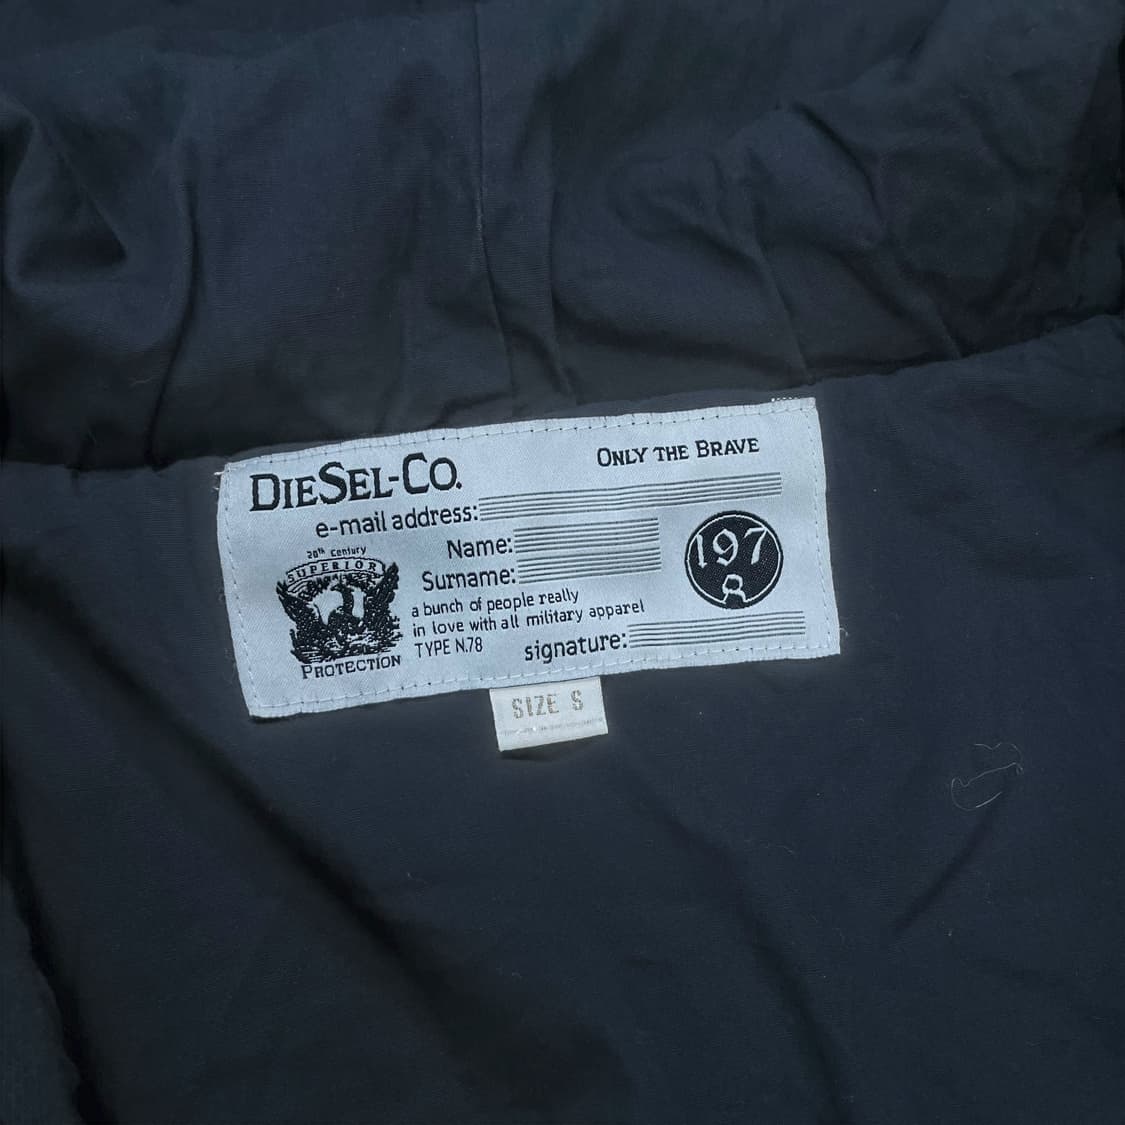 DIESEL-CO.
ONLY THE BRAVE
e-mail address:
Name:
Surname:
20th Century
SUPERIOR
PROTECTION
a bunch of people really
in love with all military apparel
TYPE N.78
signature:
197
8
SIZE S